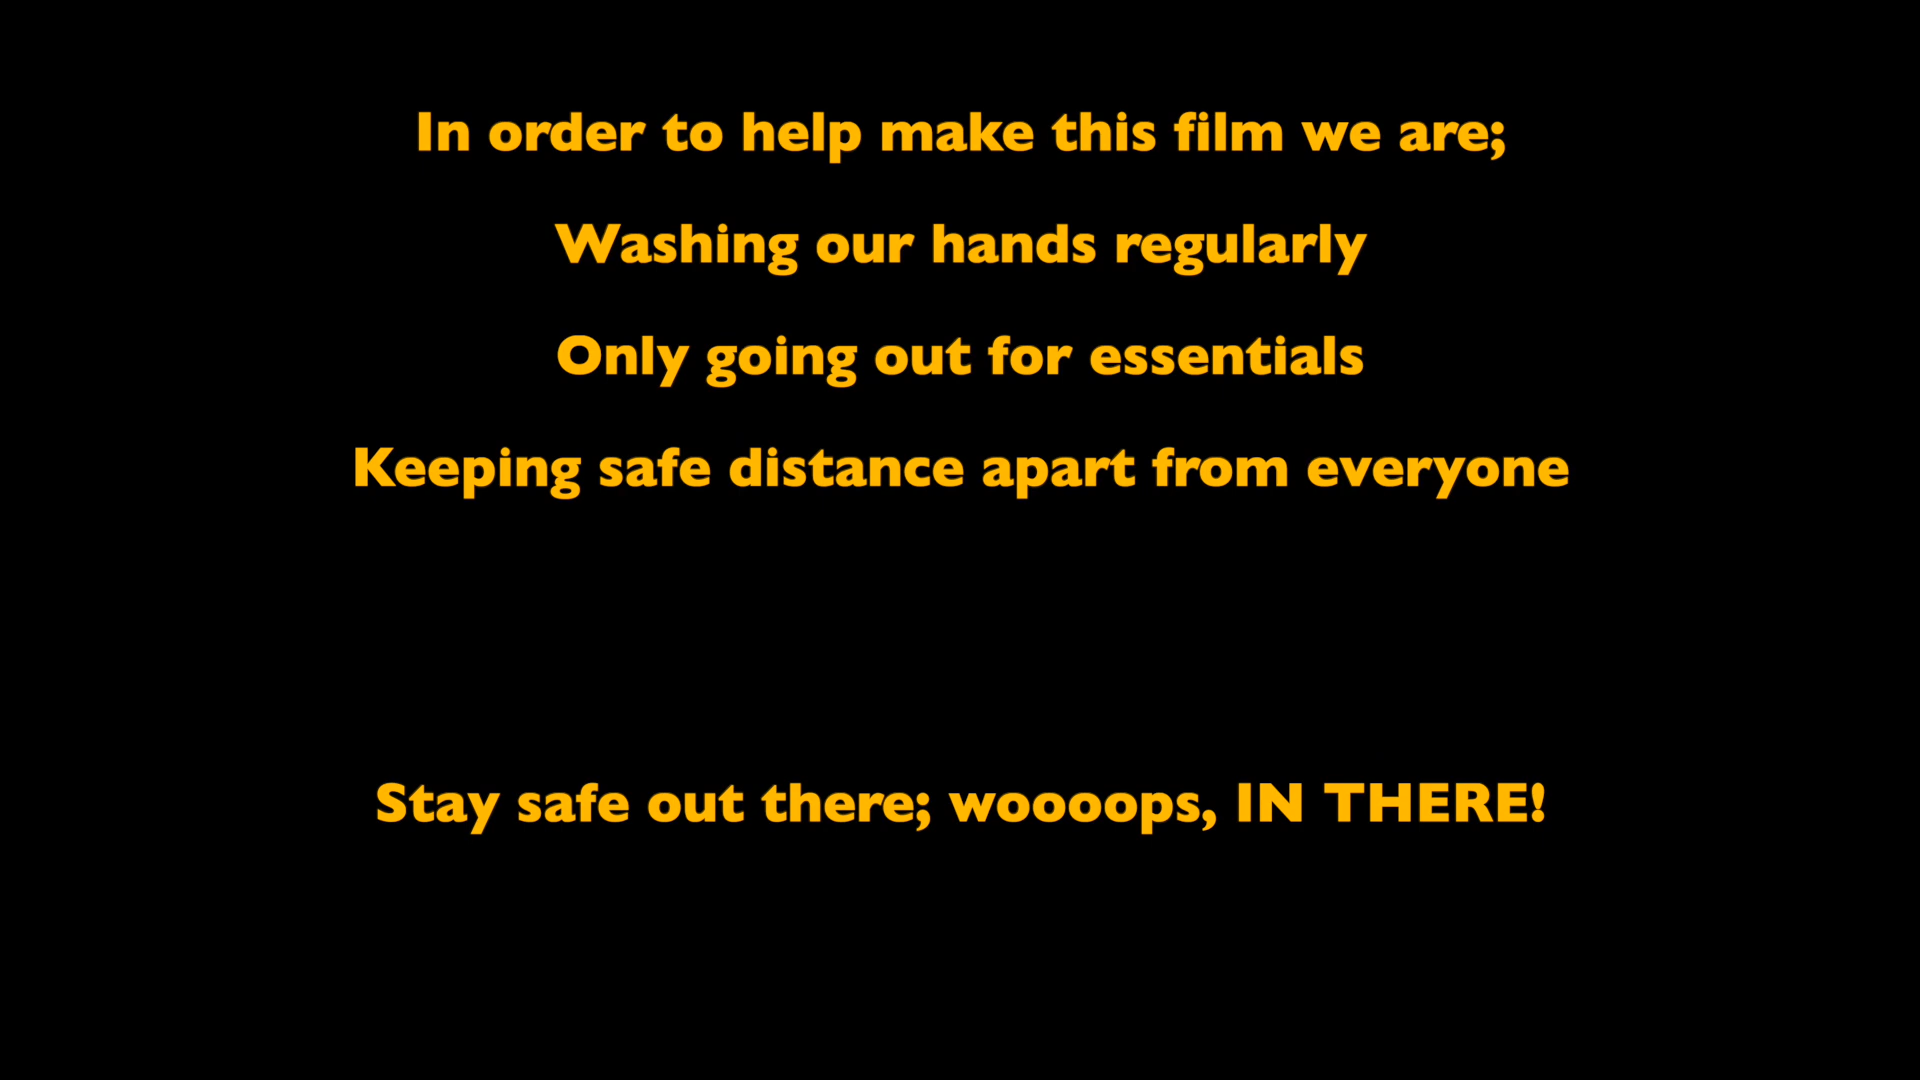 In order to help make this film we are;
Washing our hands regularly
Only going out for essentials
Keeping safe distance apart from everyone
Stay safe out there; woooops, IN THERE!